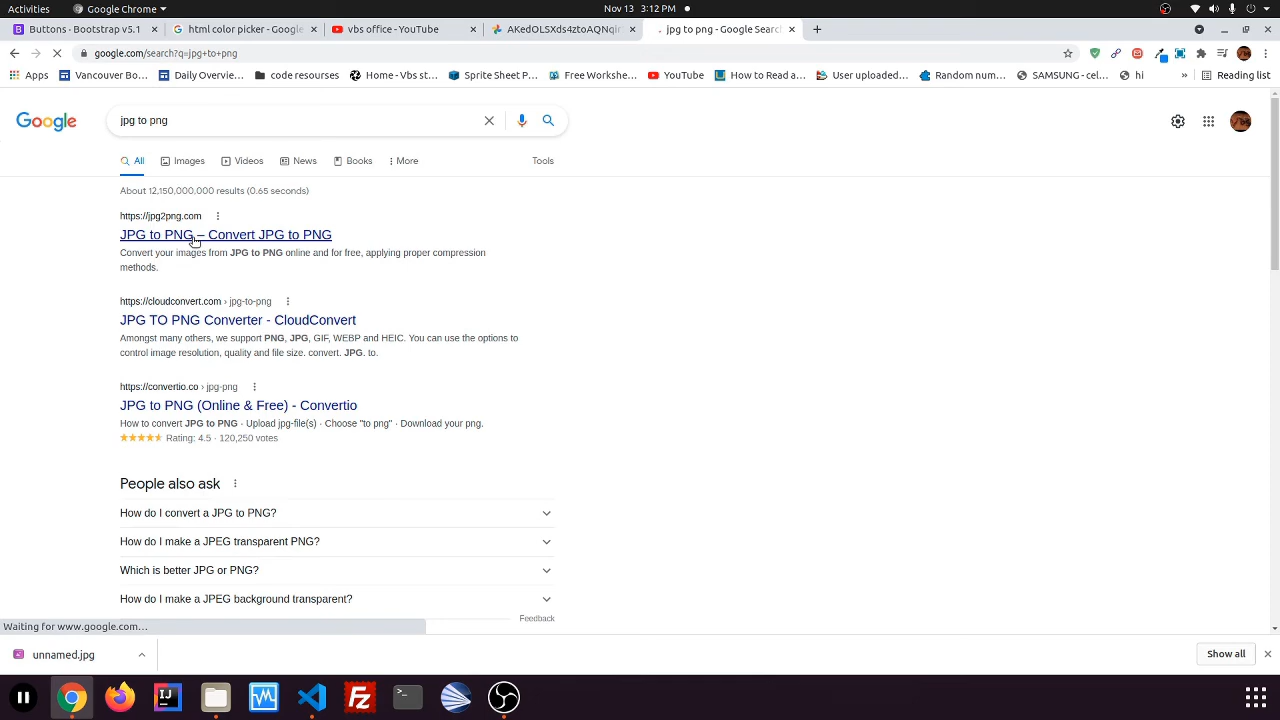 Activities Google Chrome Nov 13 3:12 PM
Buttons - Bootstrap v5.1 html color picker - Google vbs office - YouTube AKedOLSXds4ztoAQNqir jpg to png - Google Search
google.com/search?q=jpg+to+png
Apps Vancouver Bo... Daily Overvie... code resourses Home - Vbs st... Sprite Sheet P... Free Workshe... YouTube How to Read a... User uploaded... Random num... SAMSUNG - cel... hi » Reading list
Google jpg to png
All Images Videos News Books More Tools
About 12,150,000,000 results (0.65 seconds)
https://jpg2png.com
JPG to PNG – Convert JPG to PNG
Convert your images from JPG to PNG online and for free, applying proper compression
methods.
https://cloudconvert.com › jpg-to-png
JPG TO PNG Converter - CloudConvert
Amongst many others, we support PNG, JPG, GIF, WEBP and HEIC. You can use the options to
control image resolution, quality and file size. convert. JPG. to.
https://convertio.co › jpg-png
JPG to PNG (Online & Free) - Convertio
How to convert JPG to PNG · Upload jpg-file(s) · Choose "to png" · Download your png.
Rating: 4.5 · 120,250 votes
People also ask
How do I convert a JPG to PNG?
How do I make a JPEG transparent PNG?
Which is better JPG or PNG?
How do I make a JPEG background transparent?
Feedback
Waiting for www.google.com...
unnamed.jpg Show all